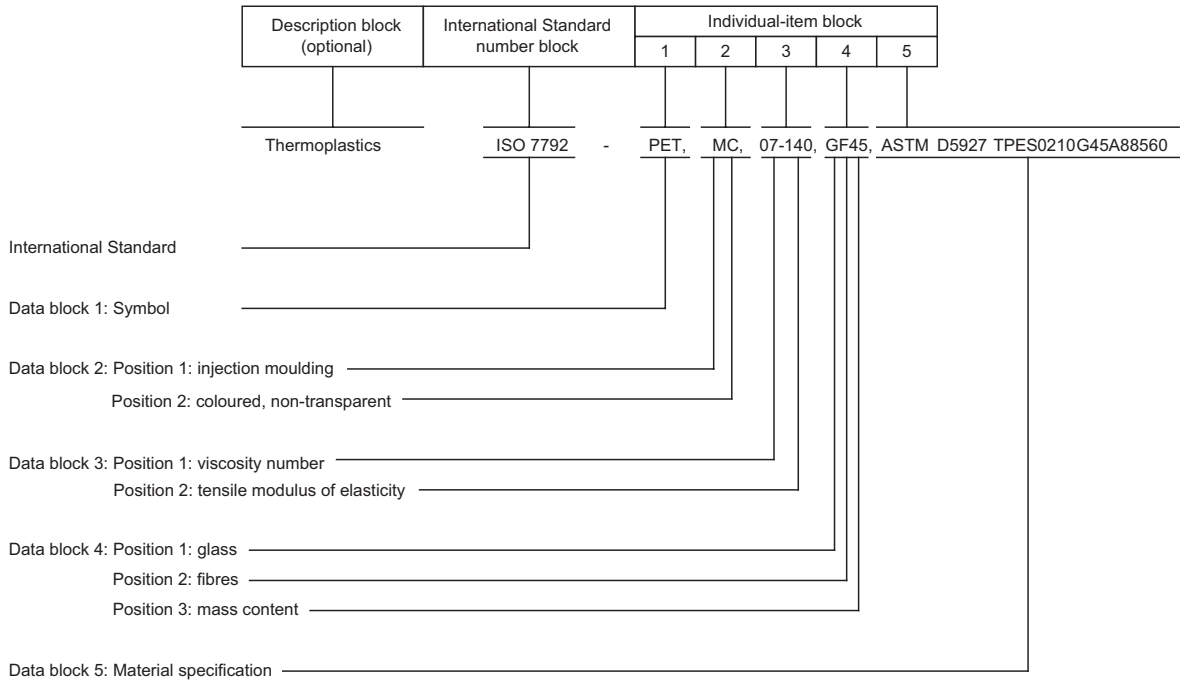 Description block
(optional)
International Standard
number block
Individual-item block
1 2 3 4 5
Thermoplastics ISO 7792 - PET, MC, 07-140, GF45, ASTM D5927 TPES0210G45A88560
International Standard
Data block 1: Symbol
Data block 2: Position 1: injection moulding
Position 2: coloured, non-transparent
Data block 3: Position 1: viscosity number
Position 2: tensile modulus of elasticity
Data block 4: Position 1: glass
Position 2: fibres
Position 3: mass content
Data block 5: Material specification